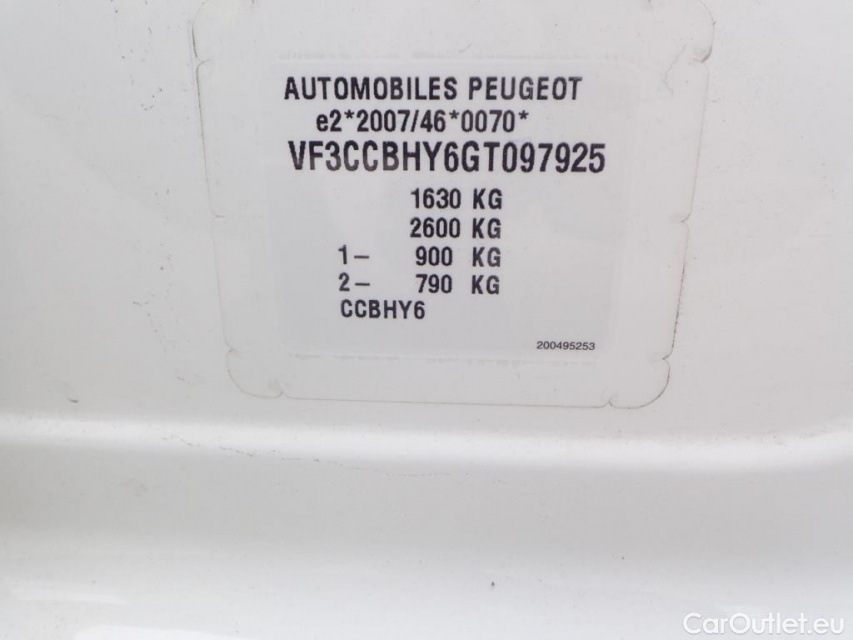 AUTOMOBILES PEUGEOT
e2*2007/46*0070*
VF3CCBHY6GT097925
1630 KG
2600 KG
1- 900 KG
2- 790 KG
CCBHY6
200495253
CarOutlet.eu